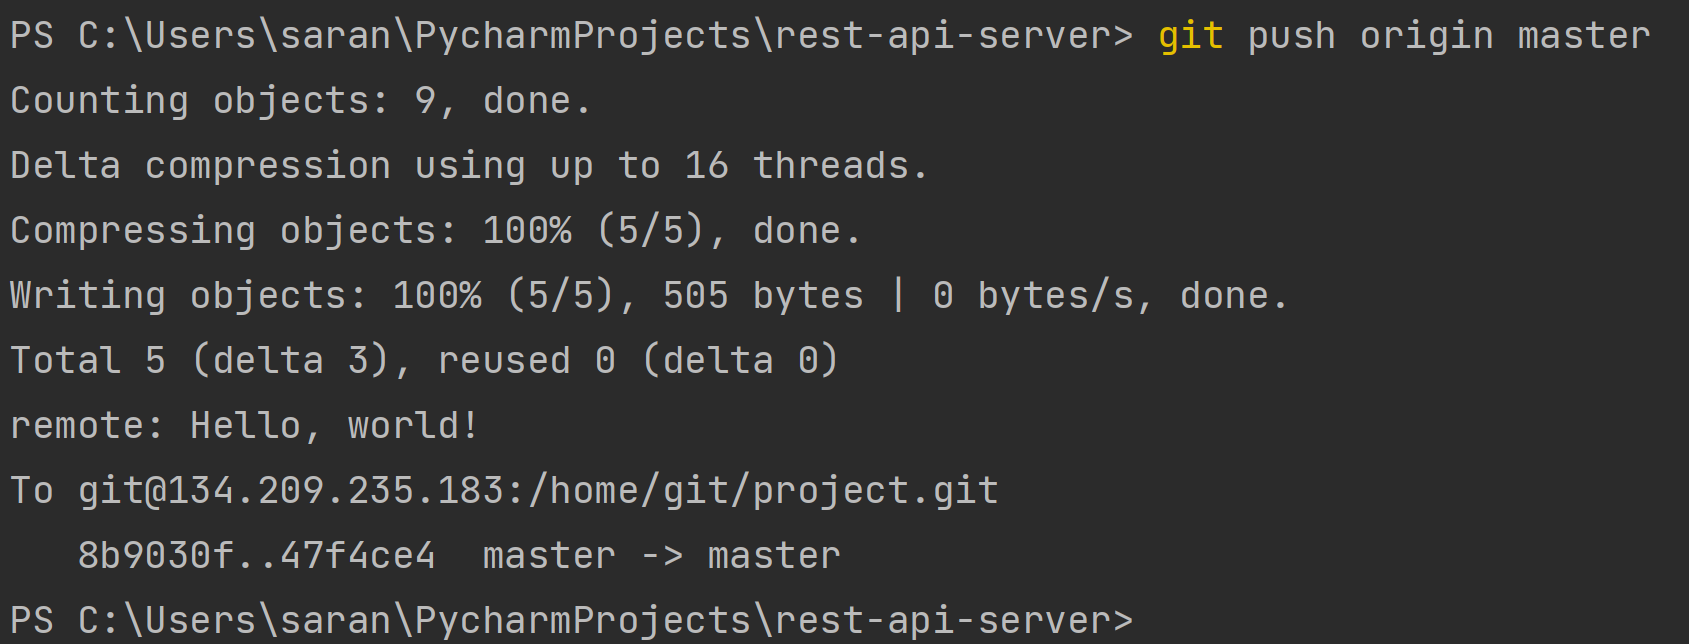 PS C:\Users\saran\PycharmProjects\rest-api-server> git push origin master
Counting objects: 9, done.
Delta compression using up to 16 threads.
Compressing objects: 100% (5/5), done.
Writing objects: 100% (5/5), 505 bytes | 0 bytes/s, done.
Total 5 (delta 3), reused 0 (delta 0)
remote: Hello, world!
To git@134.209.235.183:/home/git/project.git
   8b9030f..47f4ce4  master -> master
PS C:\Users\saran\PycharmProjects\rest-api-server>